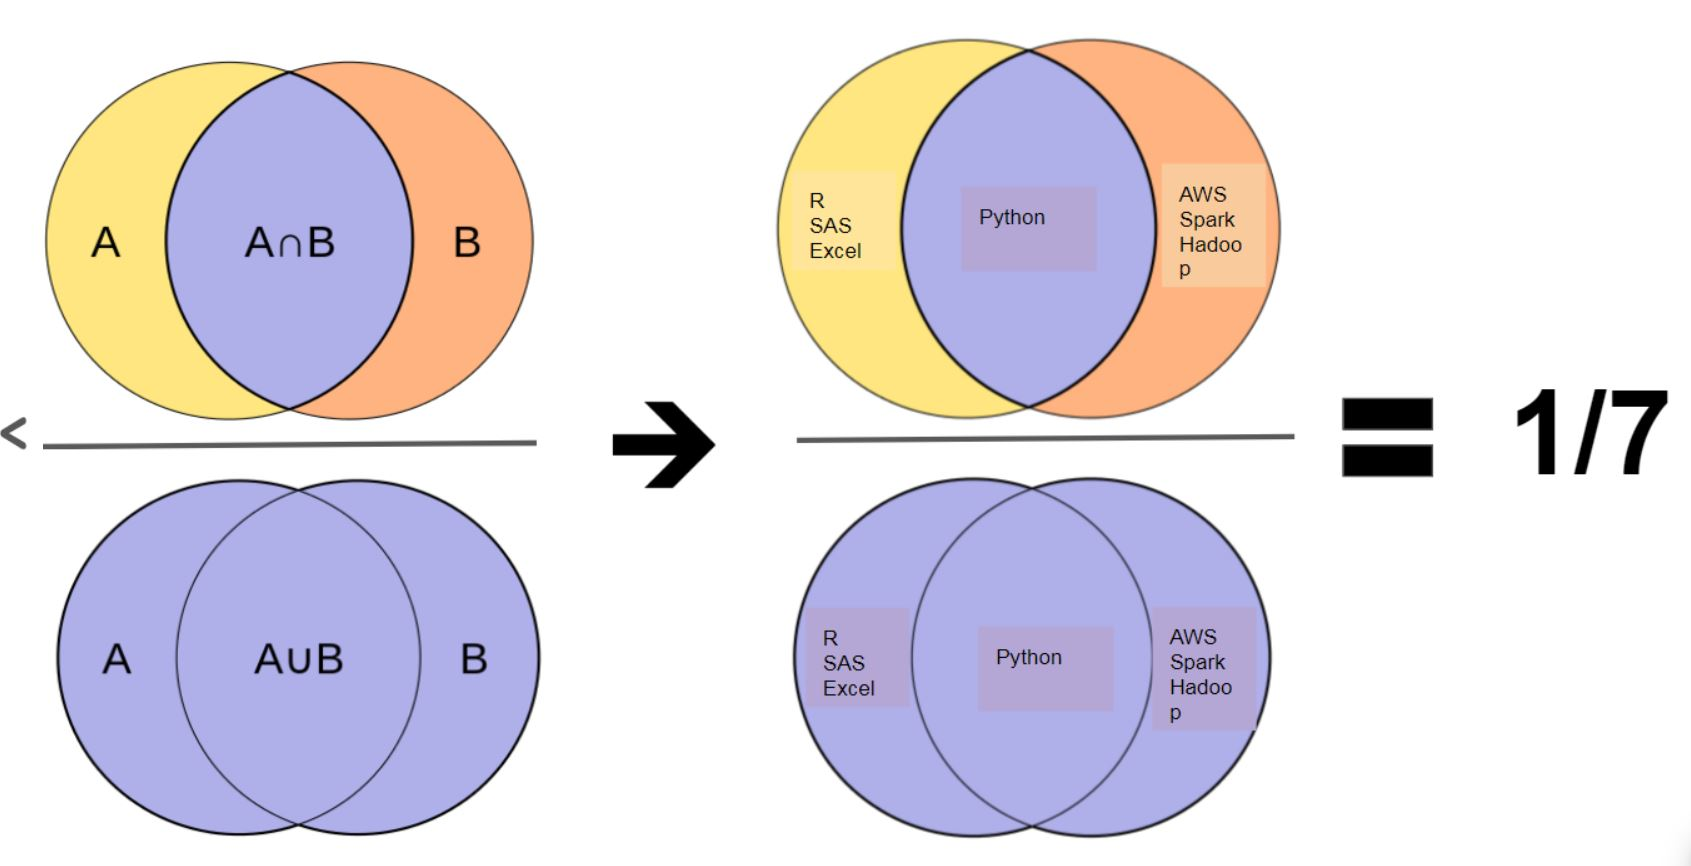 A
A∩B
B
R
SAS
Excel
Python
AWS
Spark
Hadoo
p
<
= 1/7
A
A∪B
B
R
SAS
Excel
Python
AWS
Spark
Hadoo
p